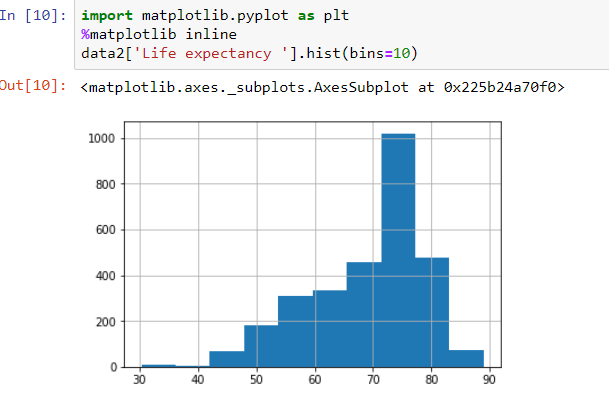 In [10]: import matplotlib.pyplot as plt
%matplotlib inline
data2['Life expectancy '].hist(bins=10)
Out[10]: <matplotlib.axes._subplots.AxesSubplot at 0x225b24a70f0>
1000
800
600
400
200
0
30 40 50 60 70 80 90